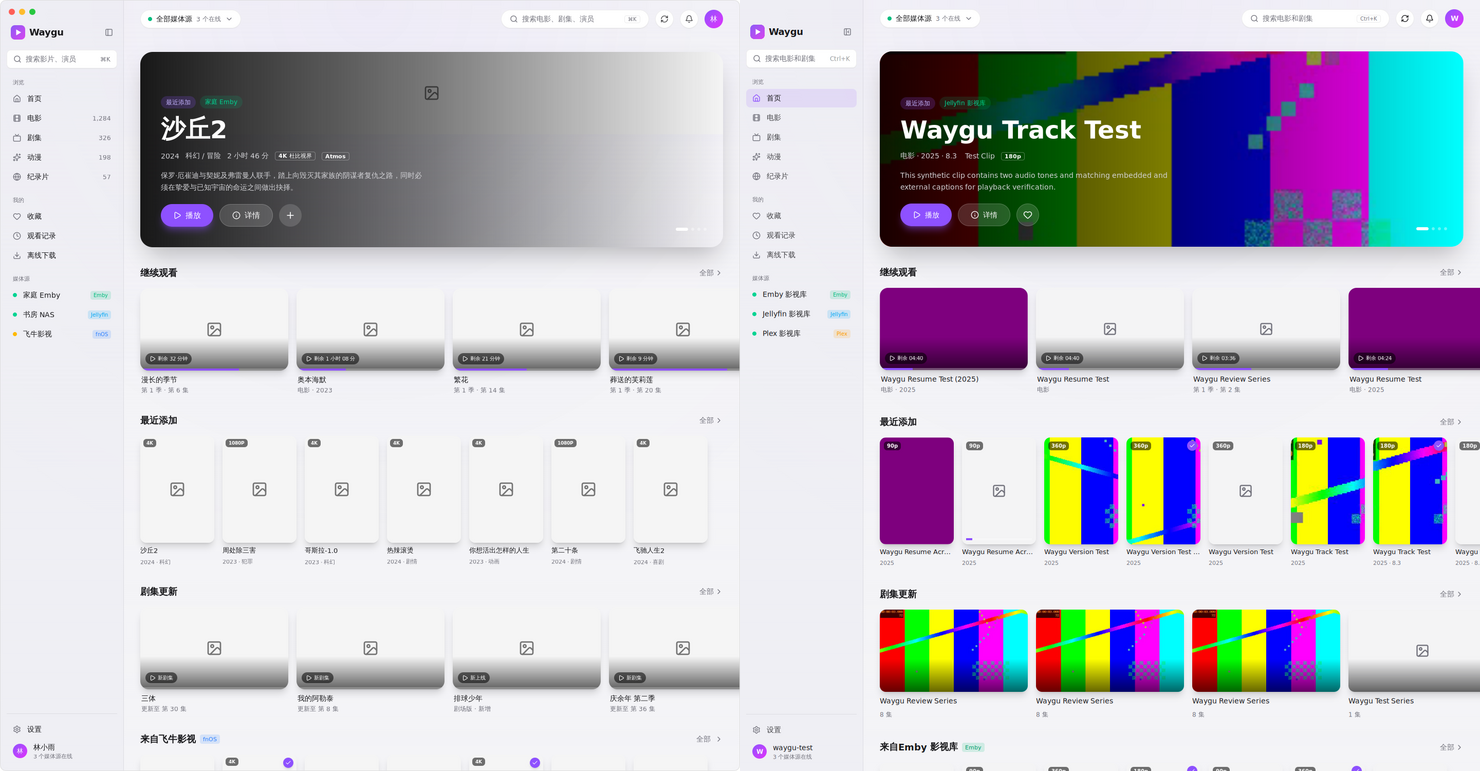 Waygu
搜索影片、演员 ⌘K
浏览
首页
电影 1,284
剧集 326
动漫 198
纪录片 57
我的
收藏
观看记录
离线下载
媒体源
家庭 Emby Emby
书房 NAS Jellyfin
飞牛影视 fnOS
设置
林 林小雨
3 个媒体源在线
全部媒体源 3 个在线
搜索电影、剧集、演员 ⌘K
林
最近添加 家庭 Emby
沙丘2
2024 科幻 / 冒险 2 小时 46 分 4K 杜比视界 Atmos
保罗·厄崔迪与契妮及弗雷曼人联手，踏上向毁灭其家族的阴谋者复仇之路，同时必
须在挚爱与已知宇宙的命运之间做出抉择。
播放 详情
继续观看 全部
剩余 32 分钟 剩余 1 小时 08 分 剩余 21 分钟 剩余 9 分钟
漫长的季节 奥本海默 繁花 葬送的芙莉莲
第 1 季 · 第 6 集 电影 · 2023 第 1 季 · 第 14 集 第 1 季 · 第 20 集
最近添加 全部
4K 1080P 4K 4K 4K 1080P 4K
沙丘2 周处除三害 哥斯拉-1.0 热辣滚烫 你想活出怎样的人生 第二十条 飞驰人生2
2024 · 科幻 2023 · 犯罪 2023 · 科幻 2024 · 剧情 2023 · 动画 2024 · 剧情 2024 · 喜剧
剧集更新 全部
新剧集 新剧集 新上线 新剧集
三体 我的阿勒泰 排球少年 庆余年 第二季
更新至 第 30 集 更新至 第 8 集 剧场版 · 新增 更新至 第 36 集
来自飞牛影视 fnOS 全部
4K 4K
Waygu
搜索电影和剧集 Ctrl+K
浏览
首页
电影
剧集
动漫
纪录片
我的
收藏
观看记录
离线下载
媒体源
Emby 影视库 Emby
Jellyfin 影视库 Jellyfin
Plex 影视库 Plex
设置
W waygu-test
3 个媒体源在线
全部媒体源 3 个在线
搜索电影和剧集 Ctrl+K
W
最近添加 Jellyfin 影视库
Waygu Track Test
电影 · 2025 · 8.3 Test Clip 180p
This synthetic clip contains two audio tones and matching embedded and
external captions for playback verification.
播放 详情
继续观看 全部
剩余 04:40 剩余 04:40 剩余 03:36 剩余 04:24
Waygu Resume Test (2025) Waygu Resume Test Waygu Review Series Waygu Resume Test
电影 · 2025 电影 · 2025 第 1 季 · 第 2 集 电影 · 2025
最近添加 全部
90p 90p 360p 360p 360p 180p 180p
Waygu Resume Acr... Waygu Resume Acr... Waygu Version Test Waygu Version Test ... Waygu Version Test Waygu Track Test Waygu Track Test
2025 2025 2025 2025 2025 2025 2025 · 8.3
剧集更新 全部
Waygu Review Series Waygu Review Series Waygu Review Series Waygu Test Series
8 集 8 集 8 集 1 集
来自Emby 影视库 Emby 全部